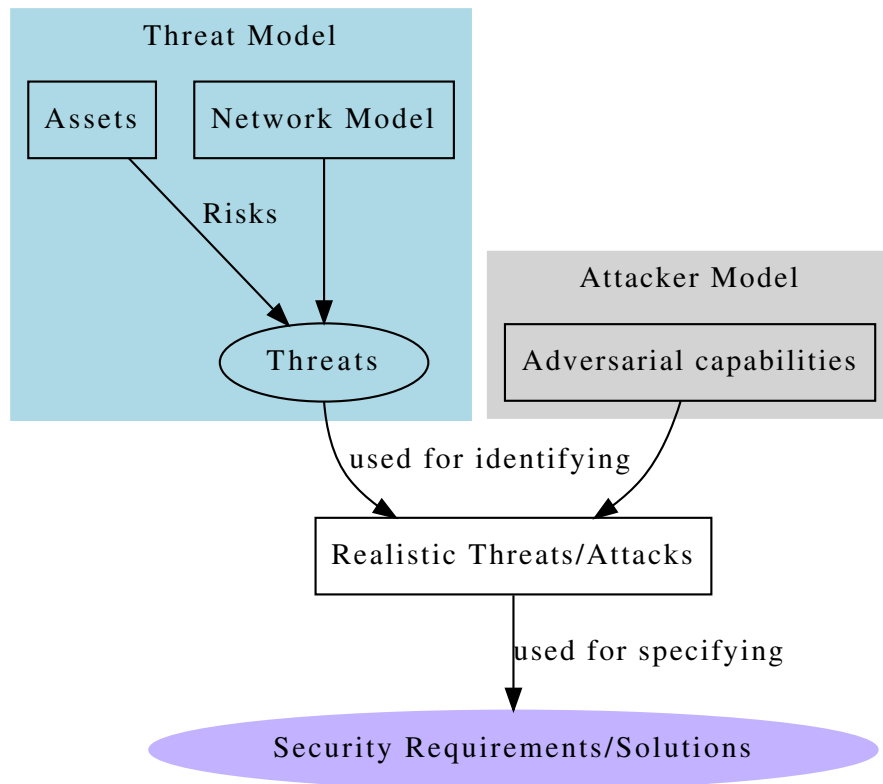 Threat Model
Assets
Network Model
Risks
Attacker Model
Threats
Adversarial capabilities
used for identifying
Realistic Threats/Attacks
used for specifying
Security Requirements/Solutions